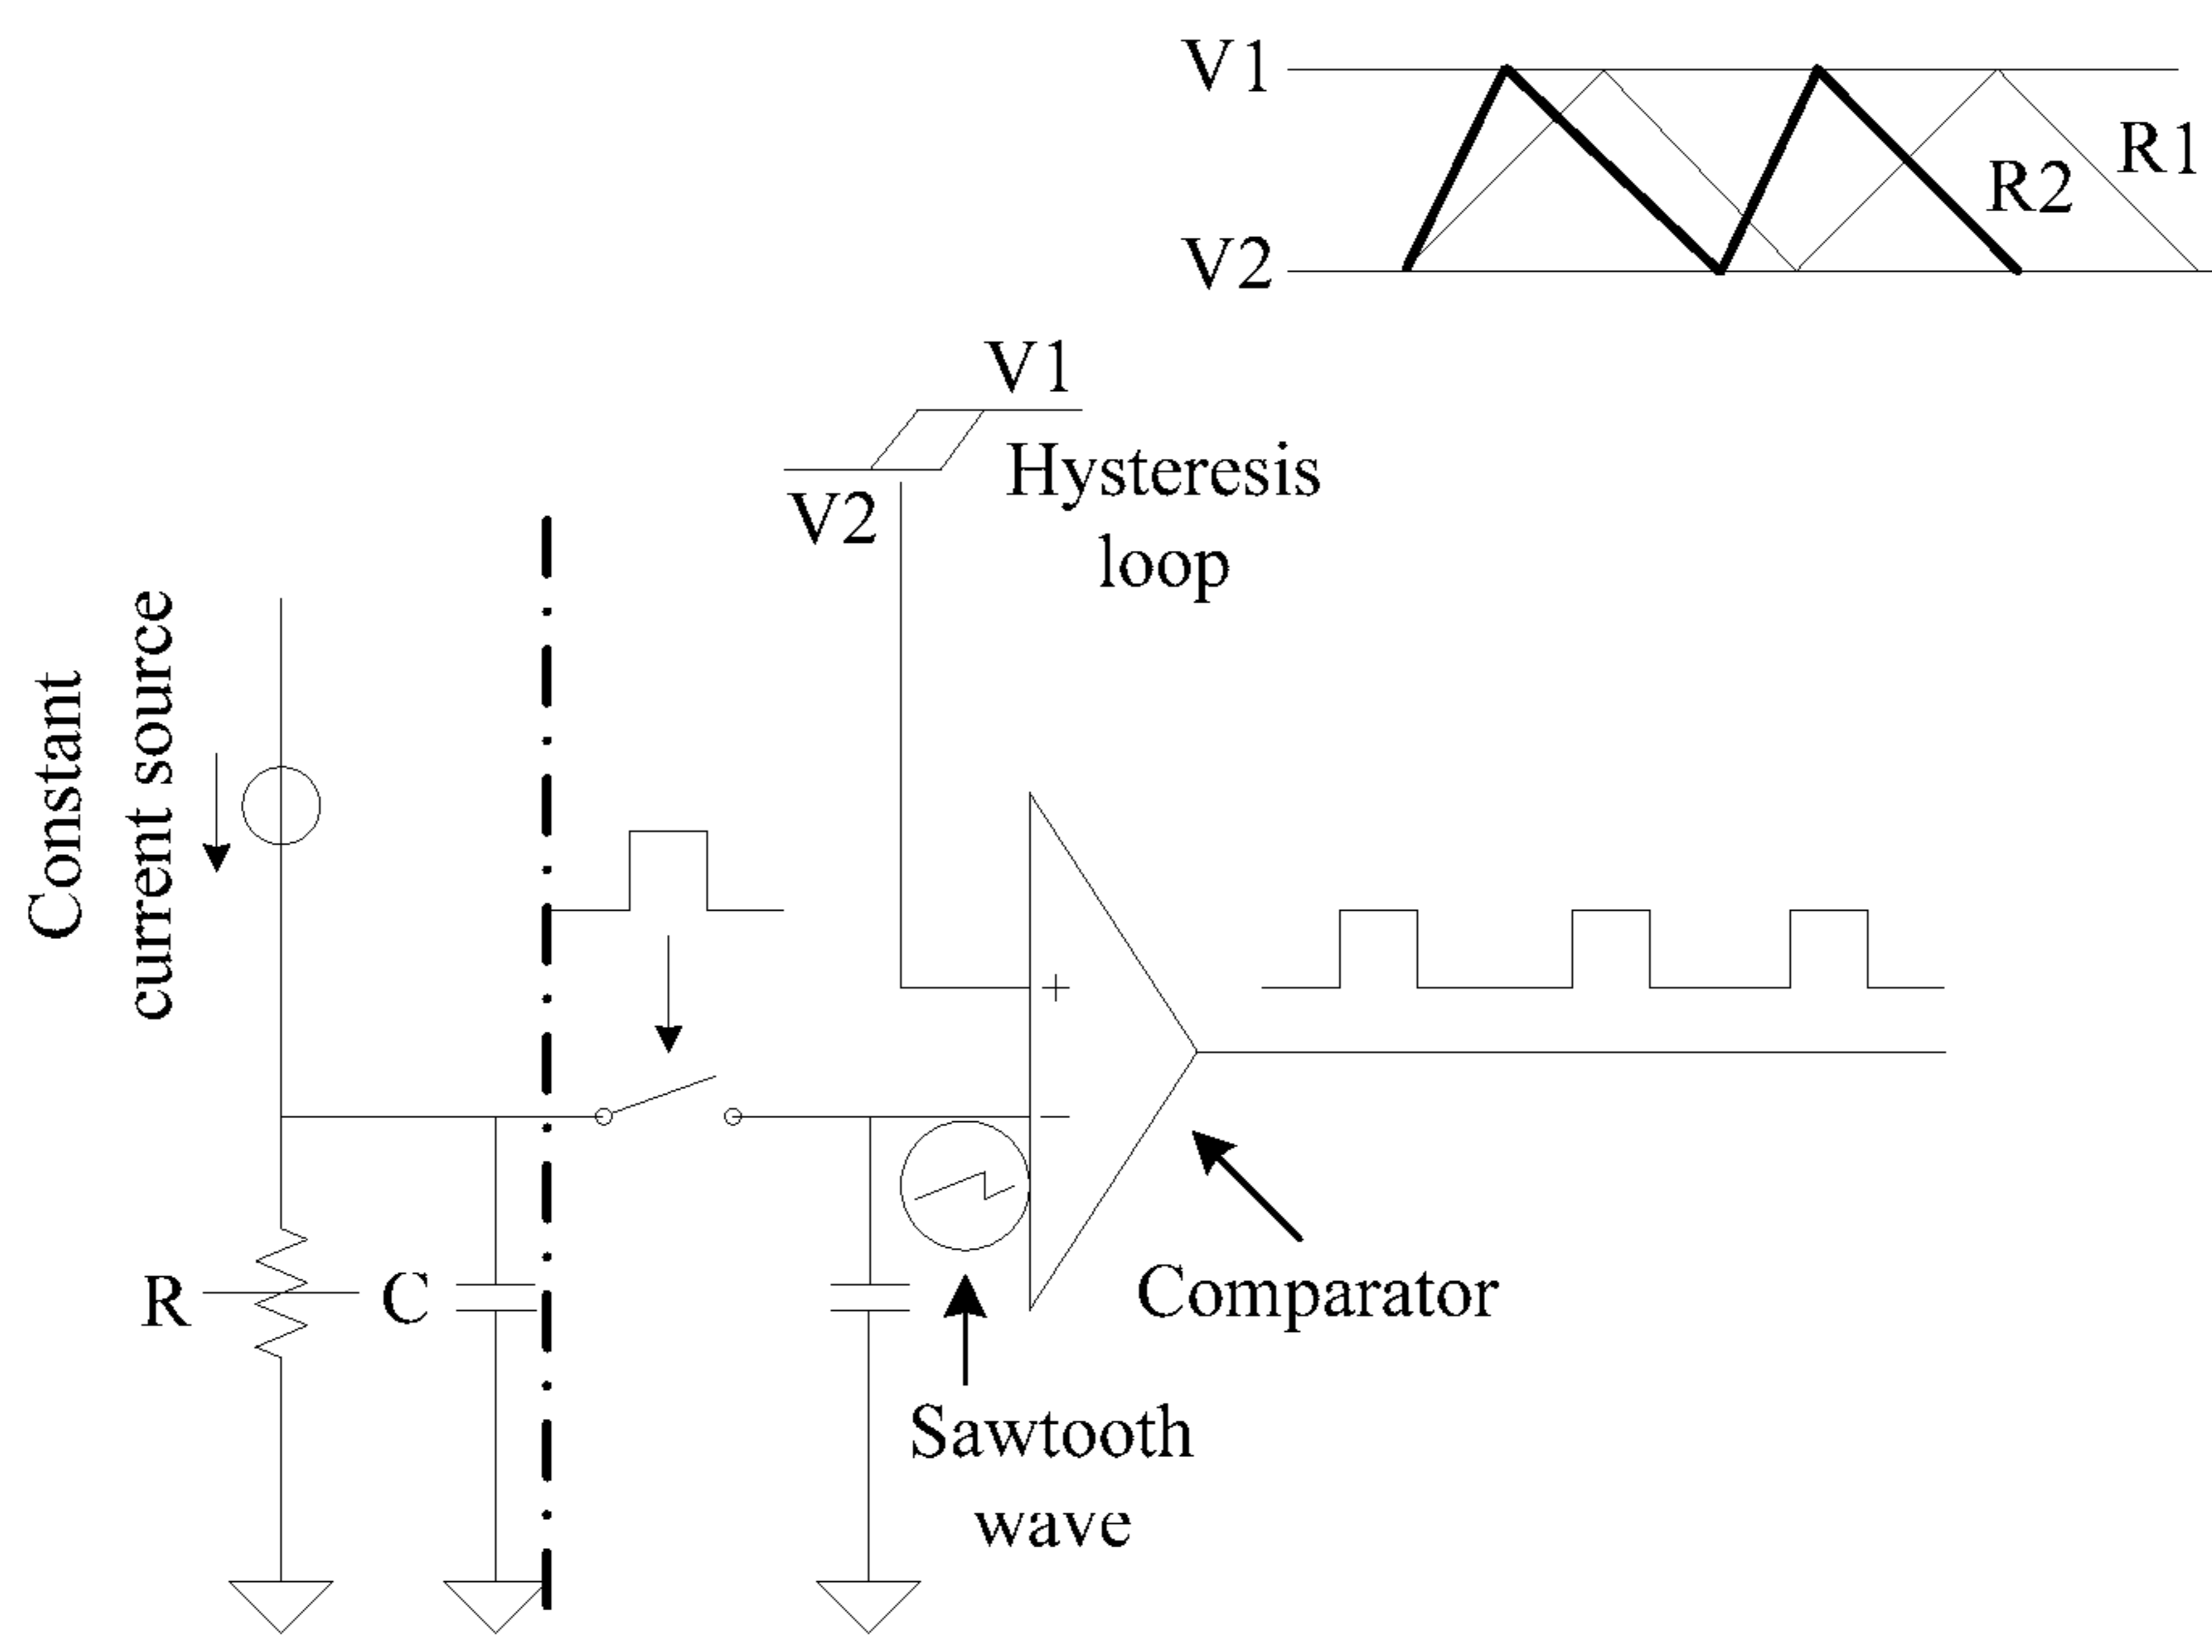 V1
R1
R2
V2
V1
Hysteresis
loop
V2
Constant
current source
+
−
R
C
Comparator
Sawtooth
wave